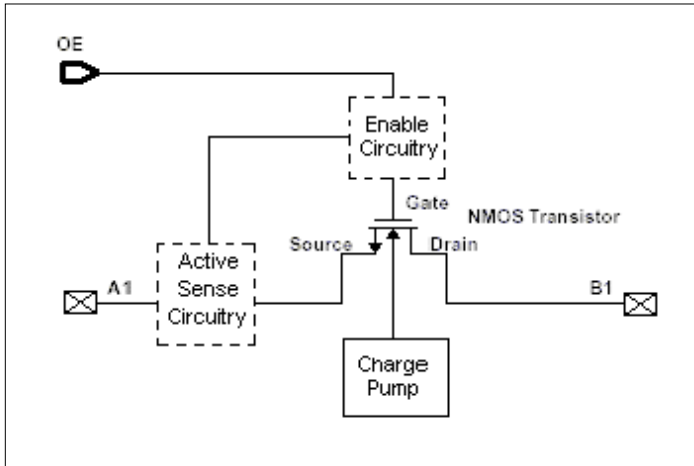 OE
Enable
Circuitry
Gate
NMOS Transistor
Source
Drain
Active
Sense
Circuitry
A1
B1
Charge
Pump